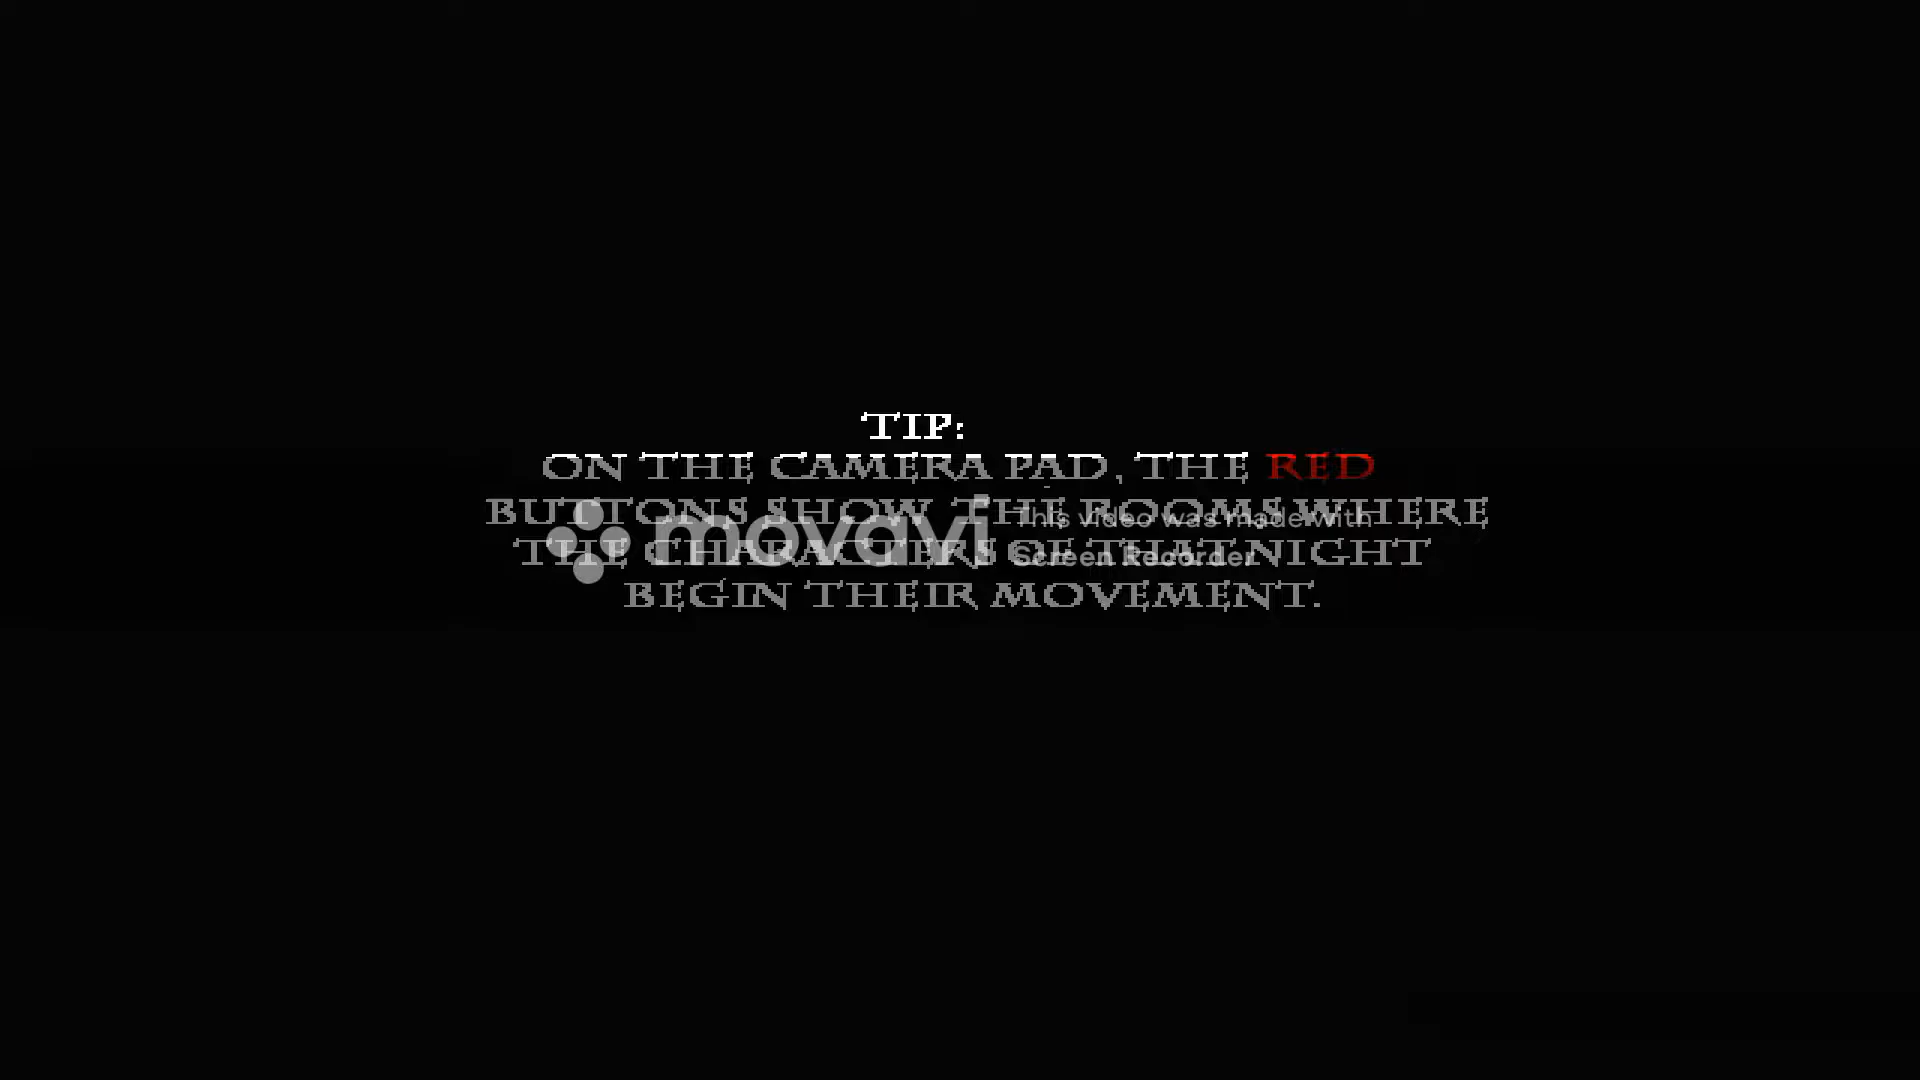 TIP:
ON THE CAMERA PAD, THE RED
BUTTONS SHOW THE ROOMS WHERE
THE CHARACTERS OF THAT NIGHT
BEGIN THEIR MOVEMENT.
movavi
This video was made with
Screen Recorder